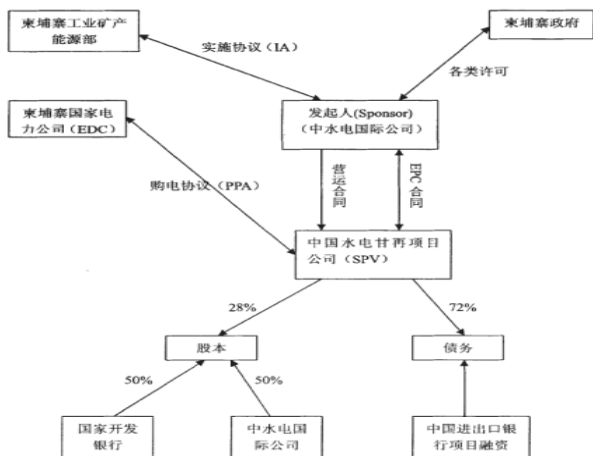 柬埔寨工业矿产
能源部
柬埔寨政府
实施协议（IA）
各类许可
柬埔寨国家电
力公司（EDC）
发起人(Sponsor)
（中水电国际公司）
购电协议（PPA）
营运合同
EPC合同
中国水电甘再项目
公司（SPV）
28%
72%
股本
债务
50%
50%
国家开发
银行
中水电国
际公司
中国进出口银
行项目融资